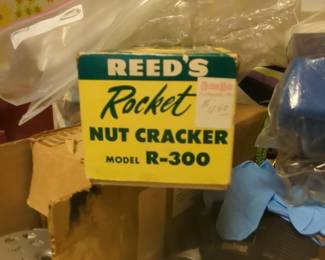 REED'S
Rocket
NUT CRACKER
MODEL R-300